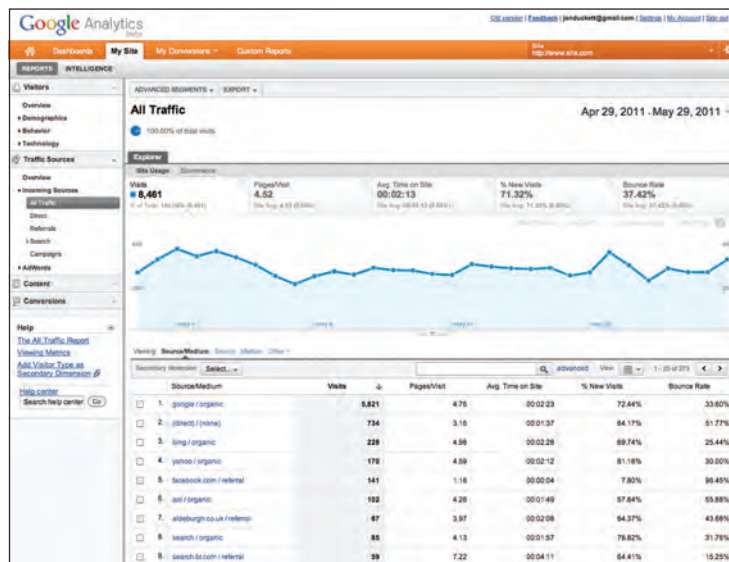 Google Analytics
Beta
Old version | Feedback | jonduckett@gmail.com | Settings | My Account | Sign out
Dashboards My Site My Conversions Custom Reports
Site
http://www.site.com
REPORTS INTELLIGENCE
Visitors
Overview
Demographics
Behavior
Technology
Traffic Sources
Overview
Incoming Sources
All Traffic
Direct
Referrals
Search
Campaigns
AdWords
Content
Conversions
Help
The All Traffic Report
Viewing Metrics
Add Visitor Type as
Secondary Dimension
Help center
Search help center Go
ADVANCED SEGMENTS EXPORT
All Traffic Apr 29, 2011 - May 29, 2011
100.00% of total visits
Explorer
Site Usage Ecommerce
Visits Pages/Visit Avg. Time on Site % New Visits Bounce Rate
8,461 4.52 00:02:13 71.32% 37.42%
Viewing: Source/Medium Source Medium Other
Secondary dimension Select... advanced View 1 - 25 of 273
Source/Medium Visits Pages/Visit Avg. Time on Site % New Visits Bounce Rate
1. google / organic 5,821 4.75 00:02:23 72.44% 33.60%
2. (direct) / (none) 734 3.16 00:01:37 64.17% 51.77%
3. bing / organic 228 4.98 00:02:28 69.74% 25.44%
4. yahoo / organic 170 4.59 00:02:12 81.18% 30.00%
5. facebook.com / referral 141 1.16 00:00:04 7.80% 96.45%
6. aol / organic 102 4.28 00:01:49 57.84%
7. aldeburgh.co.uk / referral 87 3.97 00:02:08 64.37% 43.68%
8. search / organic 85 4.13 00:01:57 78.82% 31.76%
9. search.bt.com / referral 59 7.22 00:04:11 64.41% 15.25%